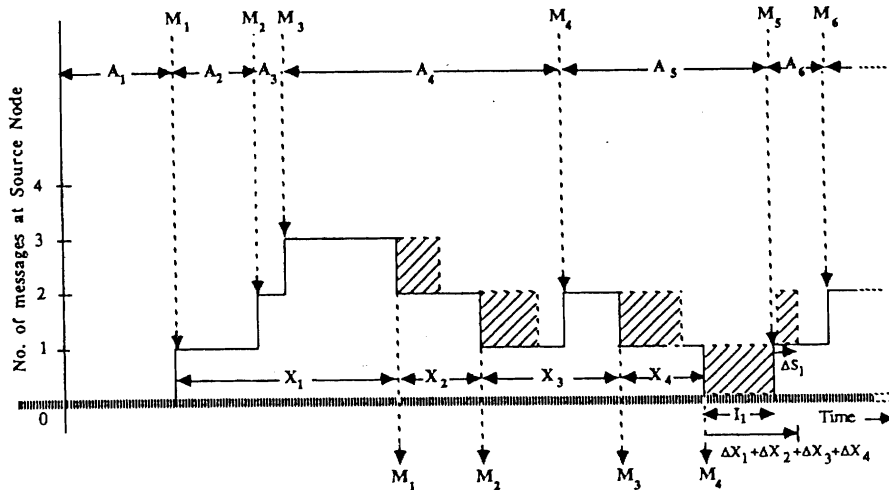 M₁ M₂ M₃ M₄ M₅ M₆
A₁ A₂ A₃ A₄ A₅ A₆
No. of messages at Source Node
4
3
2
1
0
ΔS₁
X₁ X₂ X₃ X₄
I₁ Time
ΔX₁+ΔX₂+ΔX₃+ΔX₄
M₁ M₂ M₃ M₄